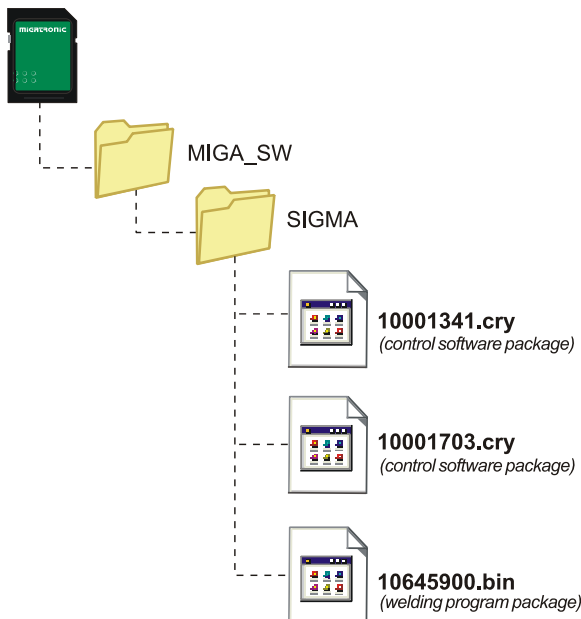 MIGATRONIC
MIGA_SW
SIGMA
10001341.cry
(control software package)
10001703.cry
(control software package)
10645900.bin
(welding program package)